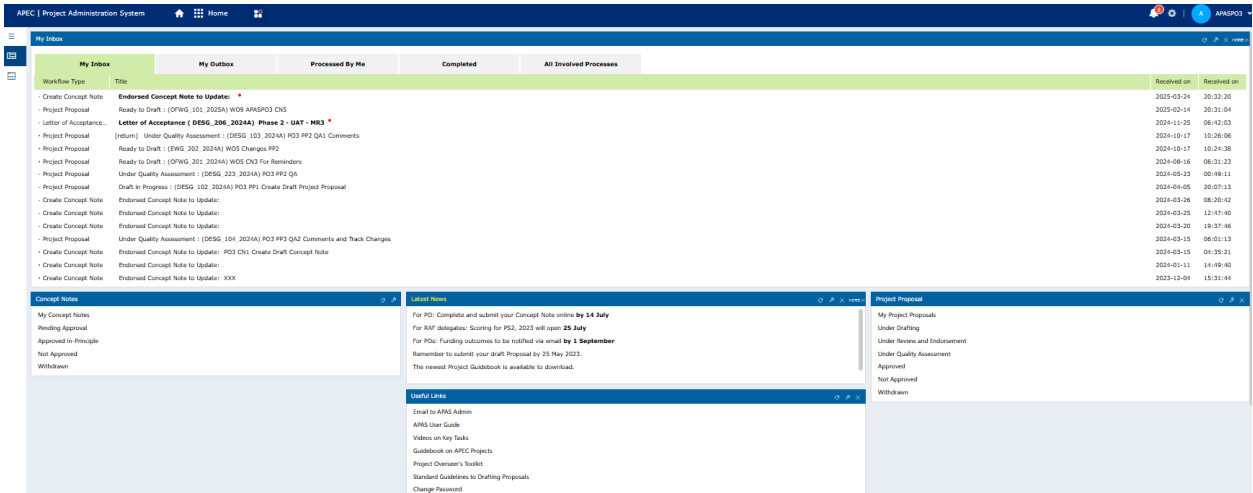 APEC | Project Administration System Home 6 A APASPO3
My Inbox MORE
My Inbox My Outbox Processed By Me Completed All Involved Processes
Workflow Type Title Received on Received on
Create Concept Note Endorsed Concept Note to Update: 2025-03-24 20:32:20
Project Proposal Ready to Draft : (OFWG_101_2025A) WO9 APASPO3 CN5 2025-02-14 20:31:04
Letter of Acceptance... Letter of Acceptance ( DESG_206_2024A) Phase 2 - UAT - MR3 2024-11-25 06:42:03
Project Proposal [return] Under Quality Assessment : (DESG_103_2024A) PO3 PP2 QA1 Comments 2024-10-17 10:26:06
Project Proposal Ready to Draft : (EWG_202_2024A) WO5 Changes PP2 2024-10-17 10:24:38
Project Proposal Ready to Draft : (OFWG_201_2024A) WO5 CN3 For Reminders 2024-08-16 06:31:23
Project Proposal Under Quality Assessment : (DESG_223_2024A) PO3 PP2 QA 2024-05-23 00:49:11
Project Proposal Draft in Progress : (DESG_102_2024A) PO3 PP1 Create Draft Project Proposal 2024-04-05 20:07:13
Create Concept Note Endorsed Concept Note to Update: 2024-03-26 08:20:42
Create Concept Note Endorsed Concept Note to Update: 2024-03-25 12:47:40
Create Concept Note Endorsed Concept Note to Update: 2024-03-20 19:37:46
Project Proposal Under Quality Assessment : (DESG_104_2024A) PO3 PP3 QA2 Comments and Track Changes 2024-03-15 06:01:13
Create Concept Note Endorsed Concept Note to Update: PO3 CN1 Create Draft Concept Note 2024-03-15 04:35:21
Create Concept Note Endorsed Concept Note to Update: 2024-01-11 14:49:40
Create Concept Note Endorsed Concept Note to Update: XXX 2023-12-04 15:31:44
Concept Notes
My Concept Notes
Pending Approval
Approved In-Principle
Not Approved
Withdrawn
Latest News MORE
For PO: Complete and submit your Concept Note online by 14 July
For RAF delegates: Scoring for PS2, 2023 will open 25 July
For POs: Funding outcomes to be notified via email by 1 September
Remember to submit your draft Proposal by 25 May 2023.
The newest Project Guidebook is available to download.
Useful Links
Email to APAS Admin
APAS User Guide
Videos on Key Tasks
Guidebook on APEC Projects
Project Overseer's Toolkit
Standard Guidelines to Drafting Proposals
Change Password
Project Proposal
My Project Proposals
Under Drafting
Under Review and Endorsement
Under Quality Assessment
Approved
Not Approved
Withdrawn